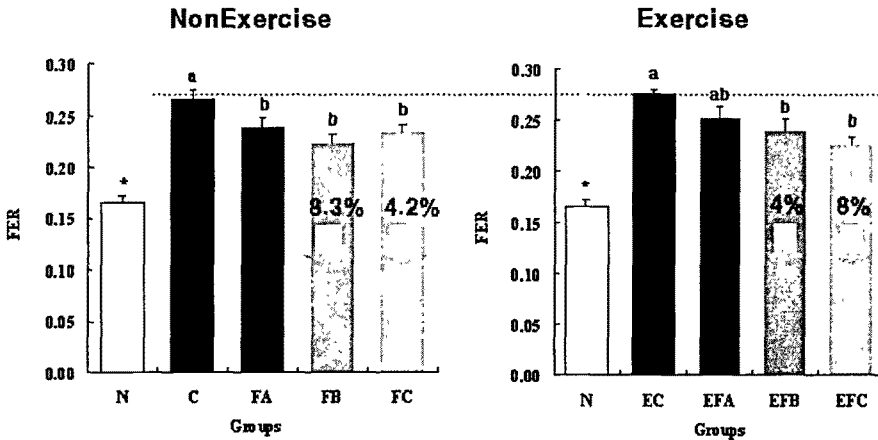 NonExercise
FER
0.30
0.25
0.20
0.15
0.10
0.05
0.00
a
b
b
b
*
8.3%
4.2%
N C FA FB FC
Groups
Exercise
FER
0.30
0.25
0.20
0.15
0.10
0.05
0.00
a
ab
b
b
*
4%
8%
N EC EFA EFB EFC
Groups